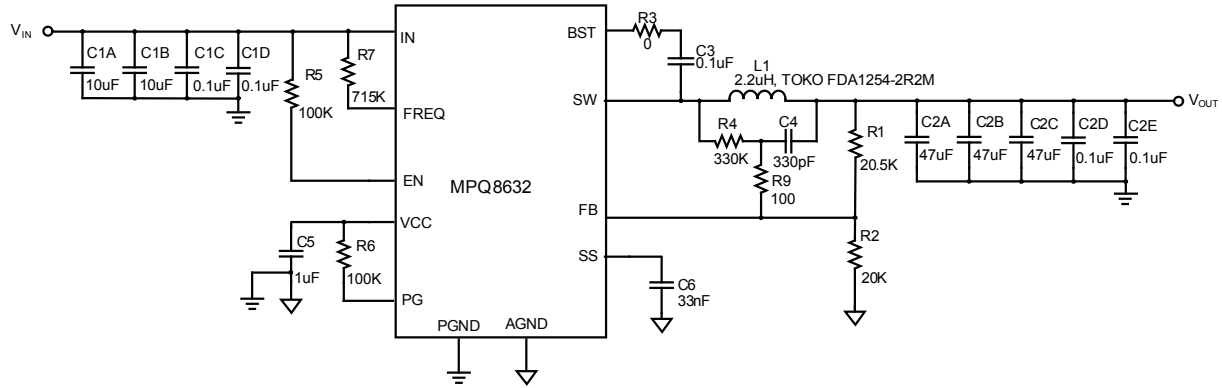 VIN
C1A
10uF
C1B
10uF
C1C
0.1uF
C1D
0.1uF
R5
100K
R7
715K
IN
FREQ
EN
VCC
PG
C5
1uF
R6
100K
MPQ8632
PGND
AGND
BST
SW
FB
SS
R3
0
C3
0.1uF
L1
2.2uH, TOKO FDA1254-2R2M
R4
330K
C4
330pF
R9
100
R1
20.5K
R2
20K
C6
33nF
C2A
47uF
C2B
47uF
C2C
47uF
C2D
0.1uF
C2E
0.1uF
VOUT